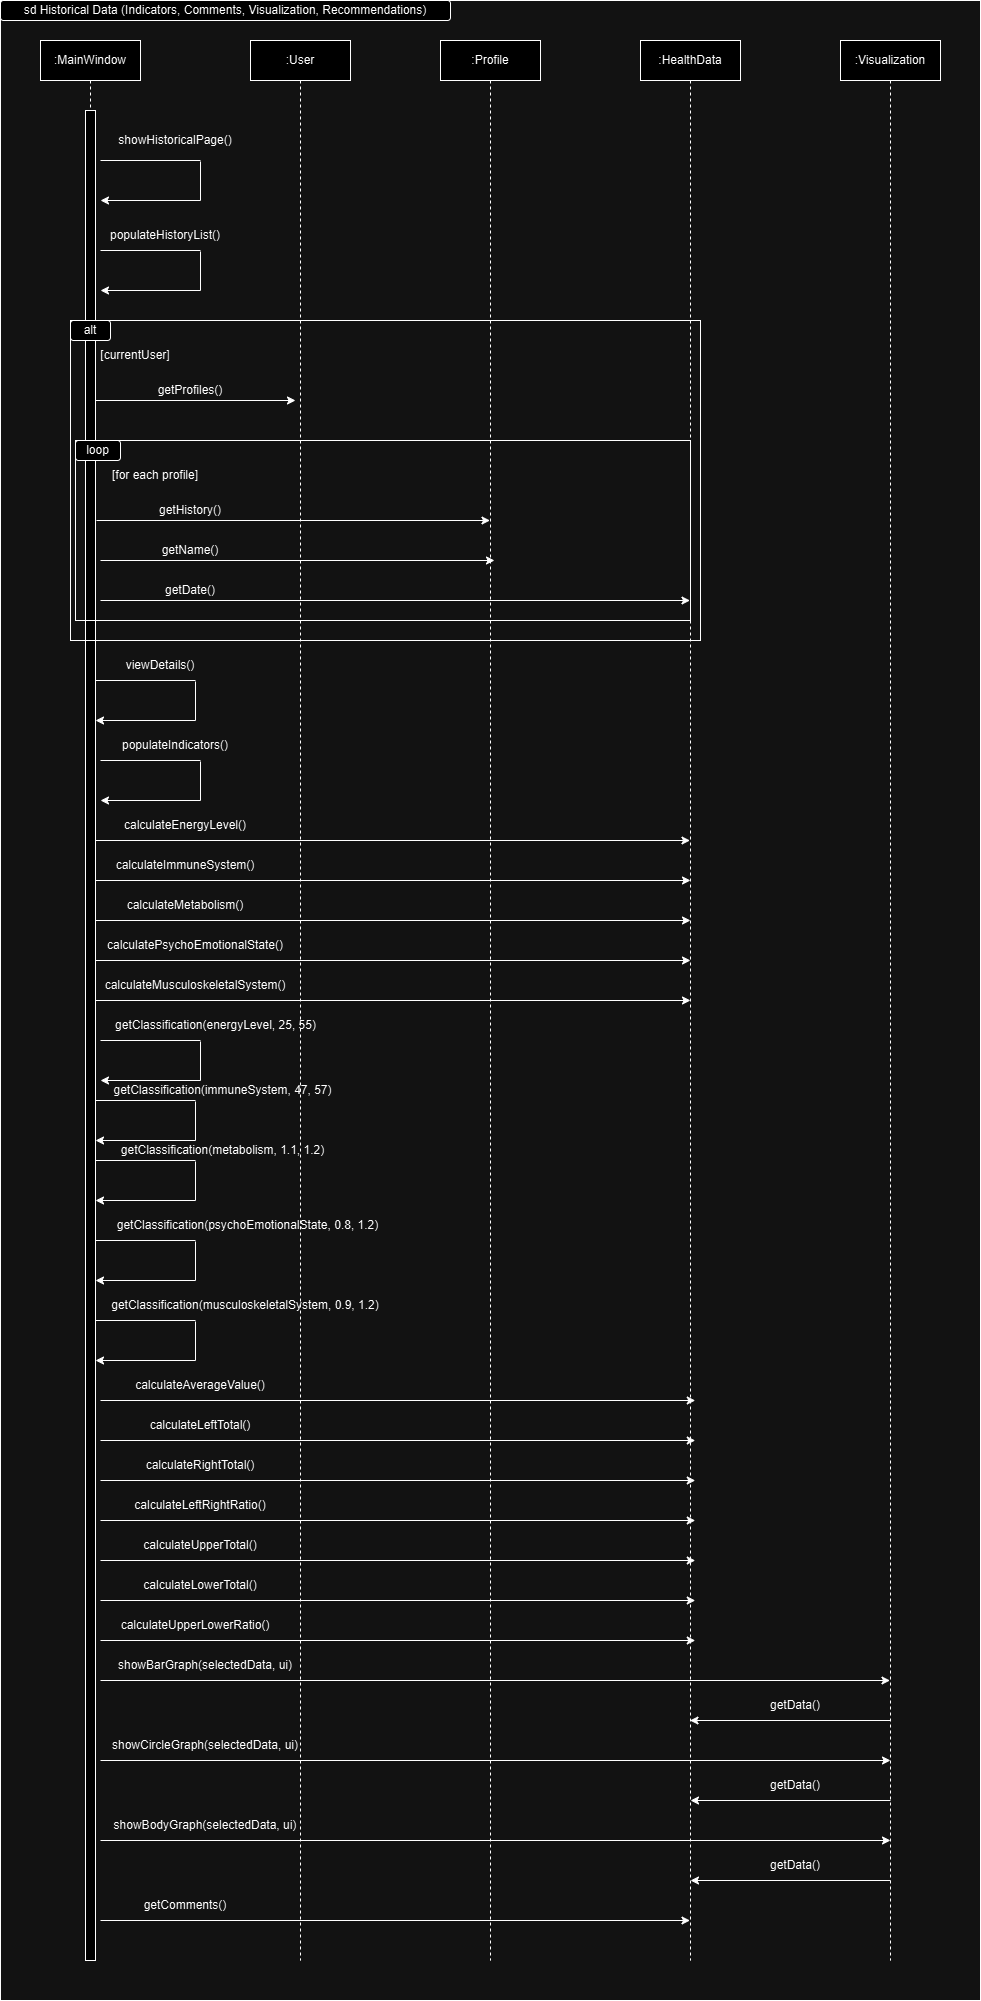 sd Historical Data (Indicators, Comments, Visualization, Recommendations)
:MainWindow
:User
:Profile
:HealthData
:Visualization
showHistoricalPage()
populateHistoryList()
alt
[currentUser]
getProfiles()
loop
[for each profile]
getHistory()
getName()
getDate()
viewDetails()
populateIndicators()
calculateEnergyLevel()
calculateImmuneSystem()
calculateMetabolism()
calculatePsychoEmotionalState()
calculateMusculoskeletalSystem()
getClassification(energyLevel, 25, 55)
getClassification(immuneSystem, 47, 57)
getClassification(metabolism, 1.1, 1.2)
getClassification(psychoEmotionalState, 0.8, 1.2)
getClassification(musculoskeletalSystem, 0.9, 1.2)
calculateAverageValue()
calculateLeftTotal()
calculateRightTotal()
calculateLeftRightRatio()
calculateUpperTotal()
calculateLowerTotal()
calculateUpperLowerRatio()
showBarGraph(selectedData, ui)
getData()
showCircleGraph(selectedData, ui)
getData()
showBodyGraph(selectedData, ui)
getData()
getComments()